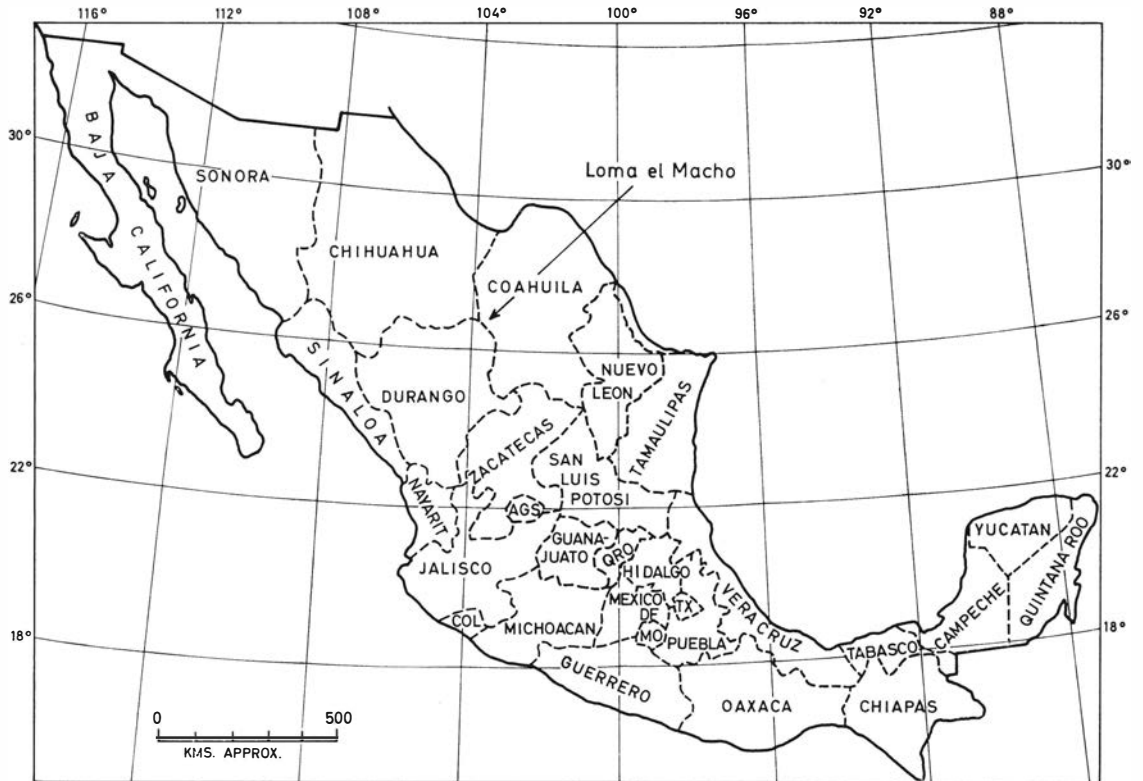 116° 112° 108° 104° 100° 96° 92° 88°
30°
30°
26°
26°
22°
22°
18°
18°
BAJA CALIFORNIA
SONORA
Loma el Macho
CHIHUAHUA
COAHUILA
SINALOA
DURANGO
NUEVO
LEON
TAMAULIPAS
ZACATECAS
SAN
LUIS
POTOSI
NAYARIT
AGS
GUANA-
JUATO
QRO
HIDALGO
JALISCO
MEXICO
DE
TX
COL
MICHOACAN
MO
PUEBLA
VERACRUZ
GUERRERO
OAXACA
TABASCO
CHIAPAS
CAMPECHE
YUCATAN
QUINTANA ROO
0 500
KMS. APPROX.